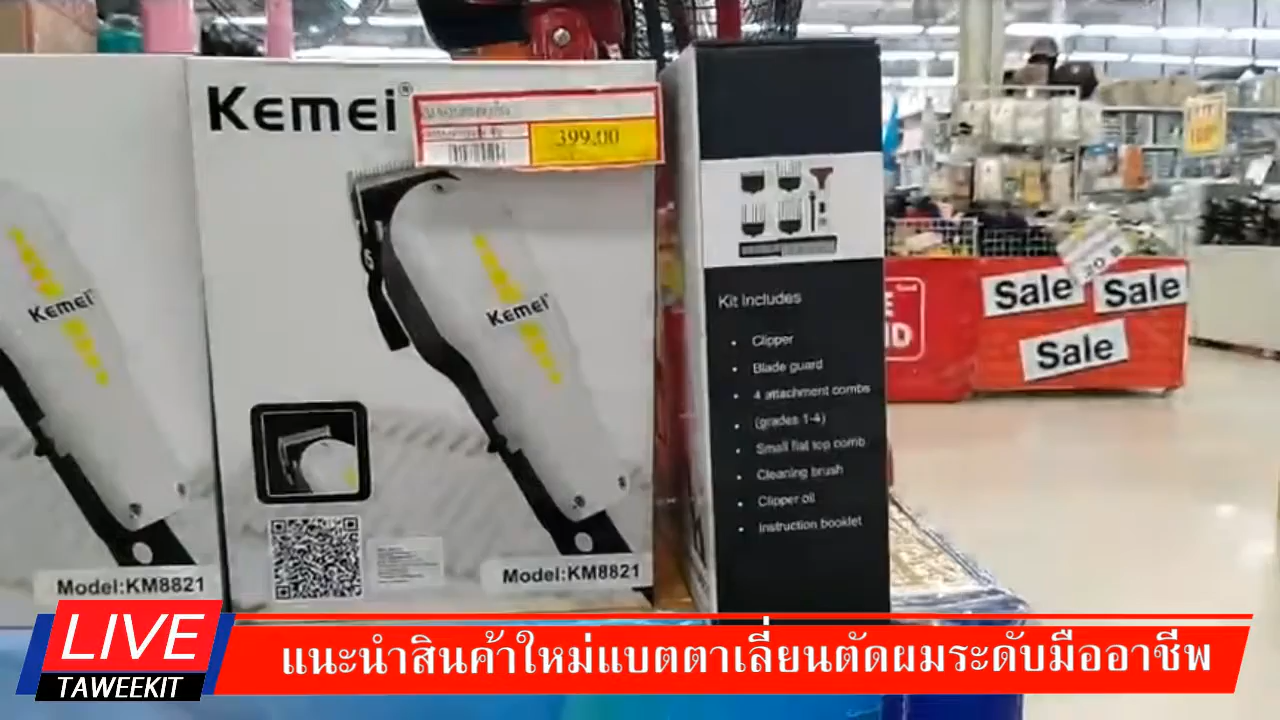 Kemei®
399.00
Kemei
Kemei
Model:KM8821
Model:KM8821
Kit Includes
• Clipper
• Blade guard
• 4 attachment combs
• (grades 1-4)
• Small flat top comb
• Cleaning brush
• Clipper oil
• Instruction booklet
Sale
Sale
Sale
LIVE
TAWEEKIT
แนะนำสินค้าใหม่แบตตาเลี่ยนตัดผมระดับมืออาชีพ